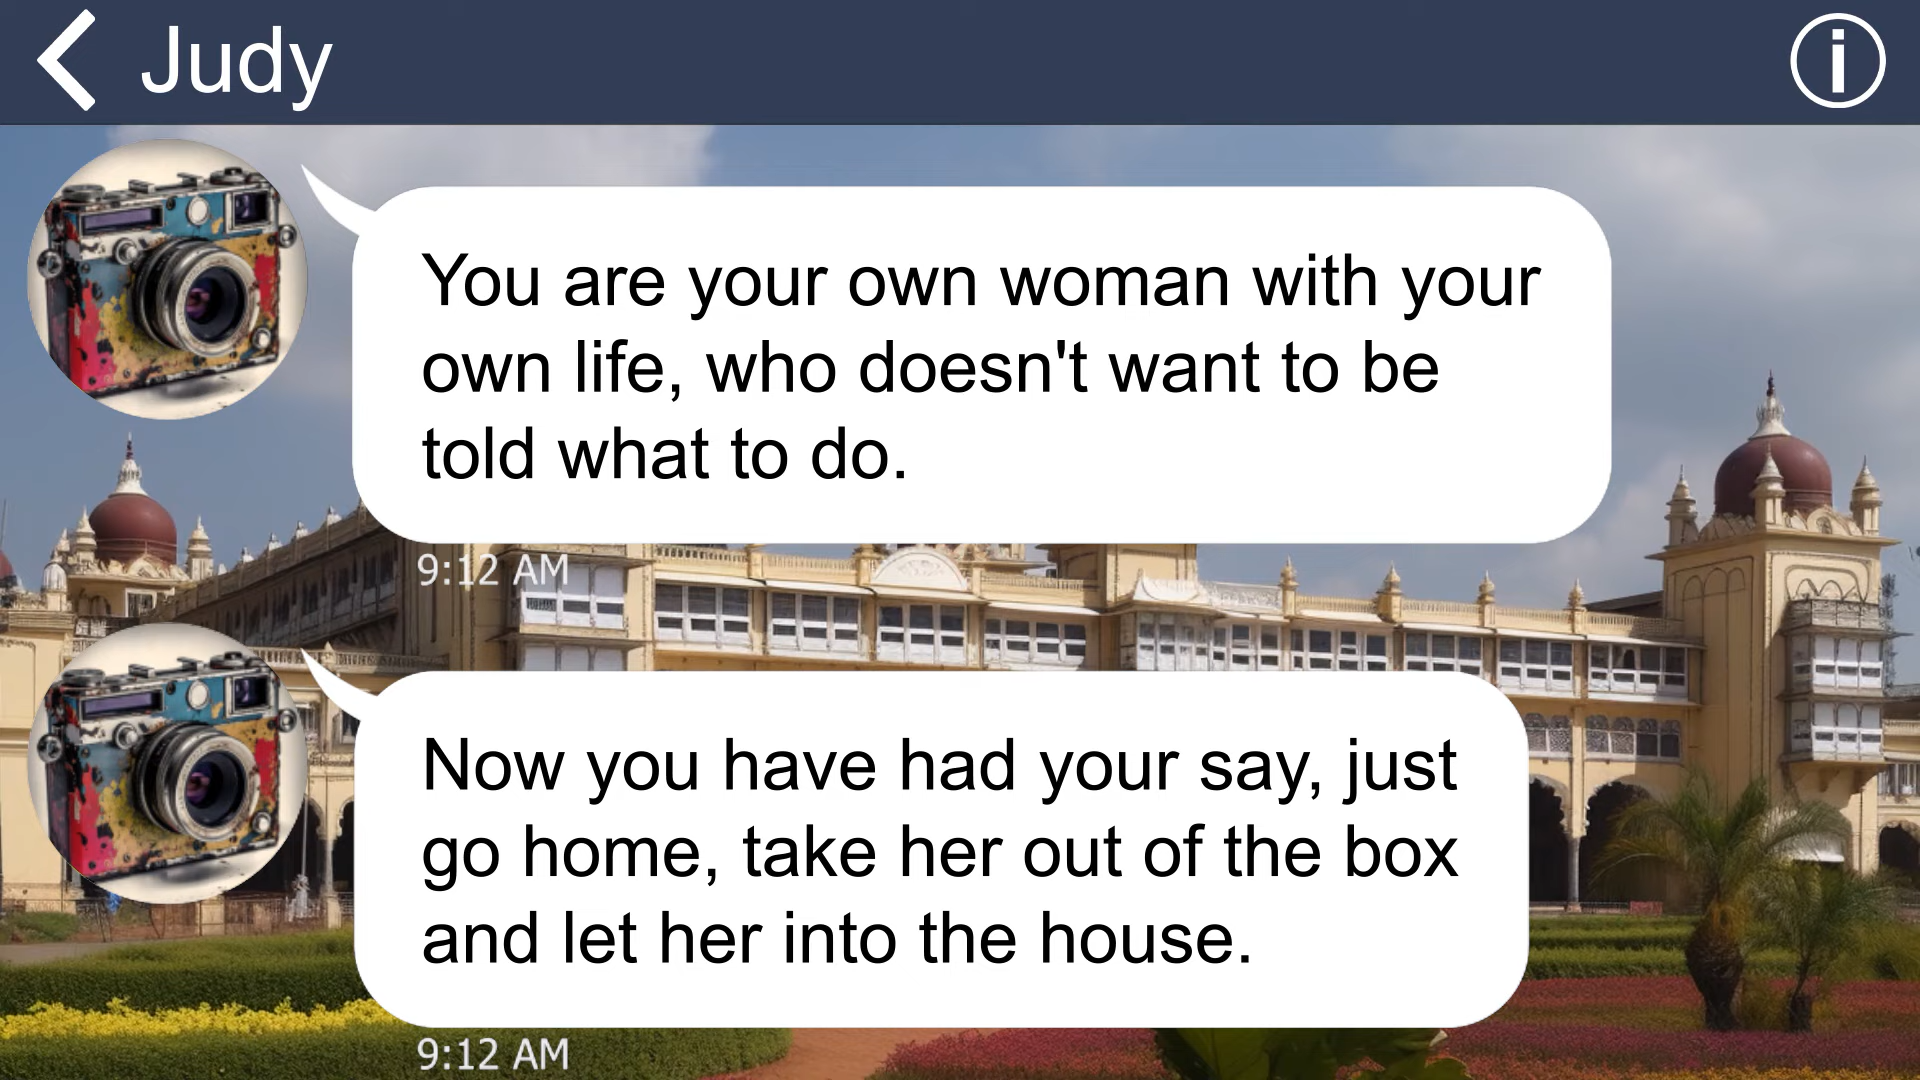 Judy
You are your own woman with your
own life, who doesn't want to be
told what to do.
9:12 AM
Now you have had your say, just
go home, take her out of the box
and let her into the house.
9:12 AM